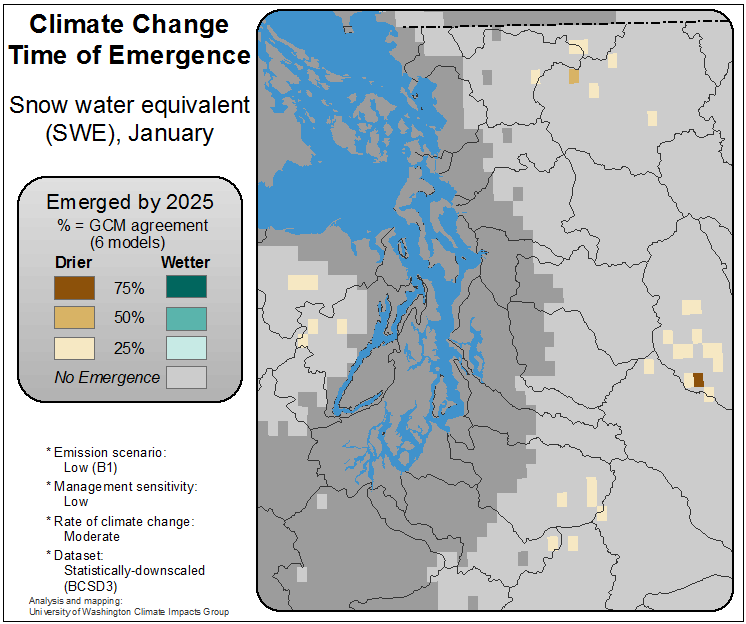 Climate Change
Time of Emergence
Snow water equivalent
(SWE), January
Emerged by 2025
% = GCM agreement
(6 models)
Drier Wetter
75%
50%
25%
No Emergence
* Emission scenario:
Low (B1)
* Management sensitivity:
Low
* Rate of climate change:
Moderate
* Dataset:
Statistically-downscaled
(BCSD3)
Analysis and mapping:
University of Washington Climate Impacts Group